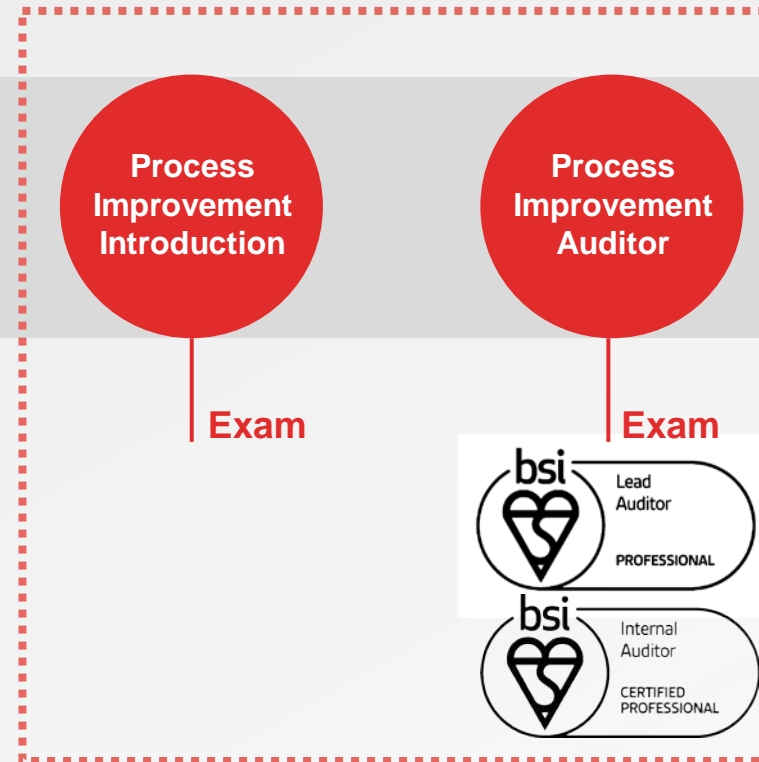 Process
Improvement
Introduction
Process
Improvement
Auditor
Exam
Exam
bsi
Lead
Auditor
PROFESSIONAL
bsi
Internal
Auditor
CERTIFIED
PROFESSIONAL